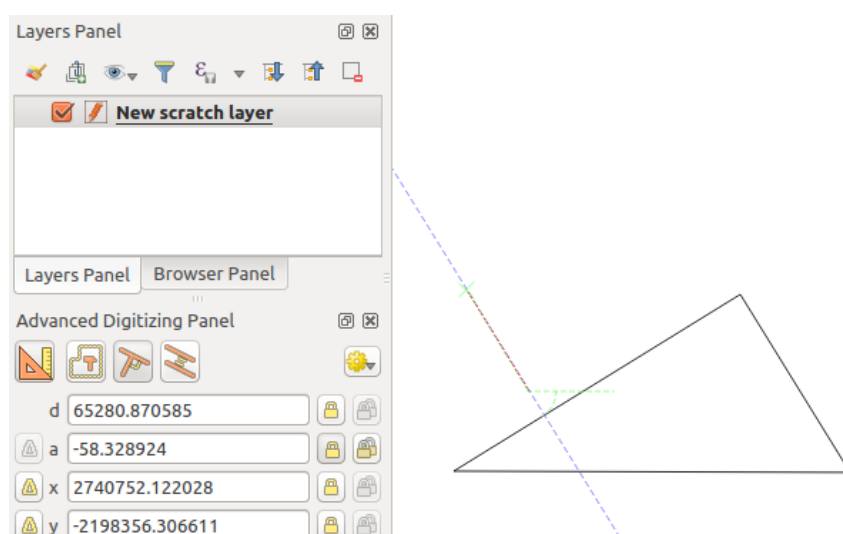 Layers Panel
New scratch layer
Layers Panel Browser Panel
Advanced Digitizing Panel
d 65280.870585
a -58.328924
x 2740752.122028
y -2198356.306611